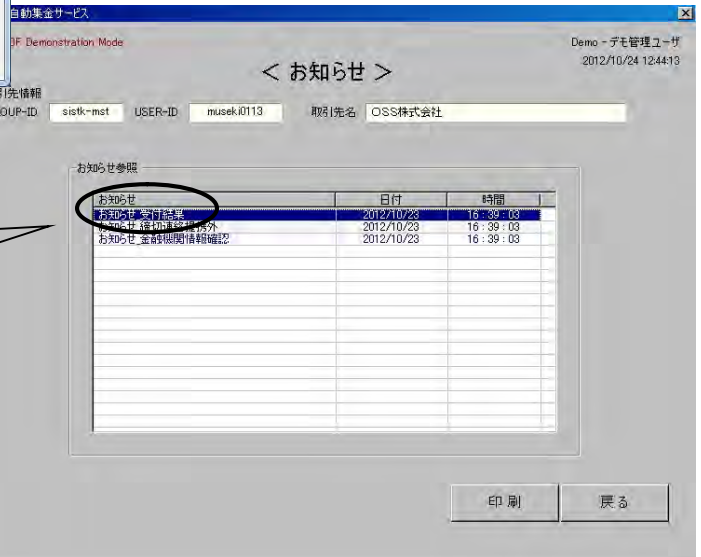 自動集金サービス
OF Demonstration Mode
Demo - デモ管理ユーザ
＜ お知らせ ＞
2012/10/24 12:44:13
引先情報
OUP-ID sistk-mst USER-ID museki0113 取引先名 OSS株式会社
お知らせ参照
お知らせ 日付 時間
お知らせ_受付結果 2012/10/23 16：39：03
お知らせ_締切連絡提携外 2012/10/23 16：39：03
お知らせ_金融機関情報確認 2012/10/23 16：39：03
印 刷 戻 る